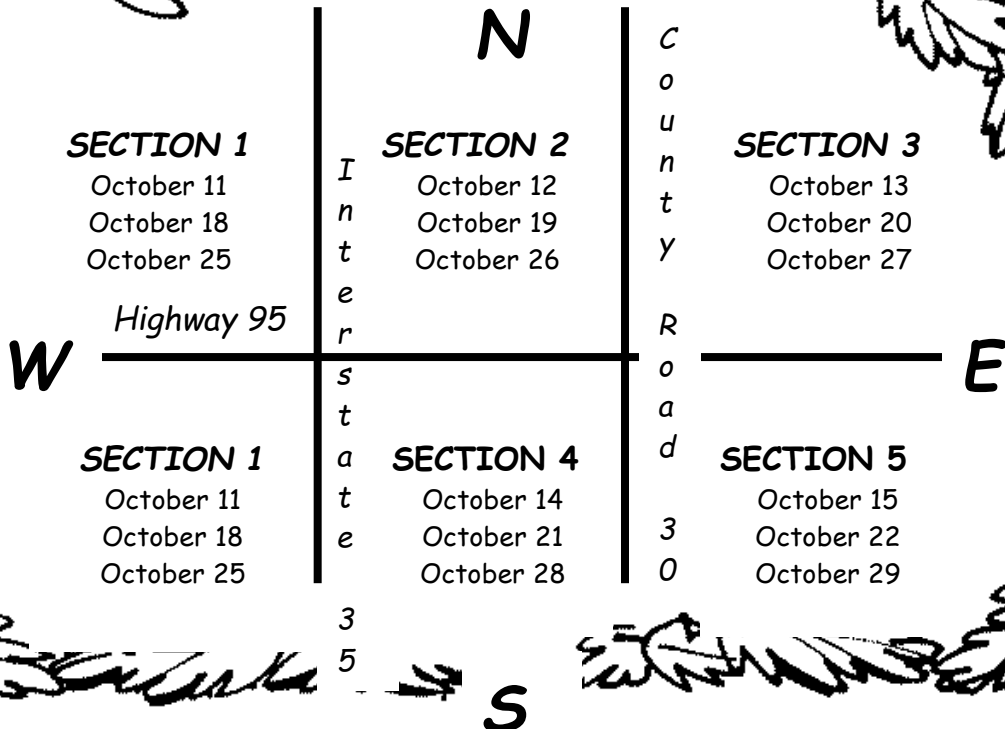 N
SECTION 1
October 11
October 18
October 25
Interstate 35
SECTION 2
October 12
October 19
October 26
County Road 30
SECTION 3
October 13
October 20
October 27
Highway 95
W
E
SECTION 1
October 11
October 18
October 25
SECTION 4
October 14
October 21
October 28
SECTION 5
October 15
October 22
October 29
S